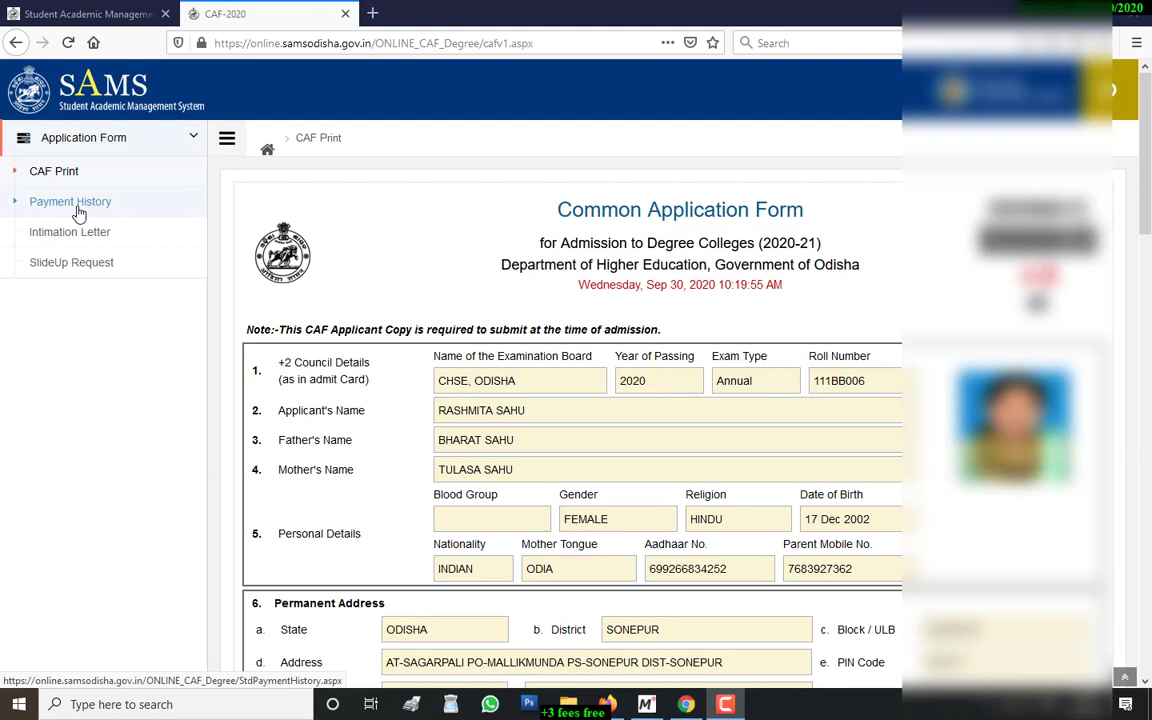 Student Academic Manageme
CAF-2020
0/2020
https://online.samsodisha.gov.in/ONLINE_CAF_Degree/cafv1.aspx
Search
SAMS
Student Academic Management System
Application Form
CAF Print
CAF Print
Payment History
Intimation Letter
SlideUp Request
Common Application Form
for Admission to Degree Colleges (2020-21)
Department of Higher Education, Government of Odisha
Wednesday, Sep 30, 2020 10:19:55 AM
Note:-This CAF Applicant Copy is required to submit at the time of admission.
1. +2 Council Details (as in admit Card)
Name of the Examination Board Year of Passing Exam Type Roll Number
CHSE, ODISHA 2020 Annual 111BB006
2. Applicant's Name RASHMITA SAHU
3. Father's Name BHARAT SAHU
4. Mother's Name TULASA SAHU
5. Personal Details
Blood Group Gender Religion Date of Birth
FEMALE HINDU 17 Dec 2002
Nationality Mother Tongue Aadhaar No. Parent Mobile No.
INDIAN ODIA 699266834252 7683927362
6. Permanent Address
a. State ODISHA b. District SONEPUR c. Block / ULB
d. Address AT-SAGARPALI PO-MALLIKMUNDA PS-SONEPUR DIST-SONEPUR e. PIN Code
https://online.samsodisha.gov.in/ONLINE_CAF_Degree/StdPaymentHistory.aspx
Type here to search
Ps
+3 fees free